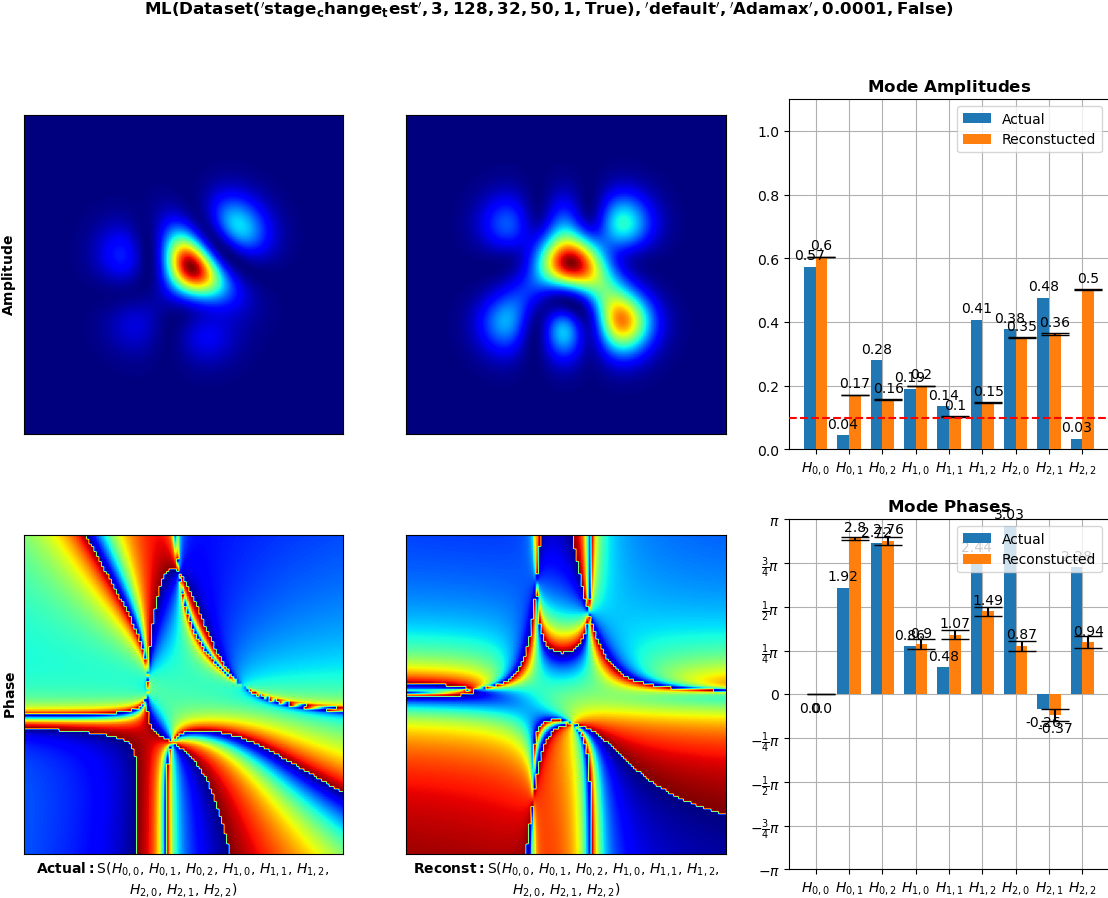 ML(Dataset('stage_change_test', 3, 128, 32, 50, 1, True), 'default', 'Adamax', 0.0001, False)
Amplitude
Mode Amplitudes
Actual
Reconstucted
1.0
0.8
0.6
0.4
0.2
0.0
0.57 0.6
0.04 0.17
0.28 0.16
0.19 0.2
0.14 0.1
0.41 0.15
0.38 0.35
0.48 0.36
0.03 0.5
H0,0 H0,1 H0,2 H1,0 H1,1 H1,2 H2,0 H2,1 H2,2
Phase
Mode Phases
Actual
Reconstucted
π
3/4π
1/2π
1/4π
0
−1/4π
−1/2π
−3/4π
−π
0.0 0.0
1.92 2.8
2.72 2.76
0.86 0.9
0.48 1.07
2.44 1.49
3.03 0.87
-0.26 -0.37
0.94
H0,0 H0,1 H0,2 H1,0 H1,1 H1,2 H2,0 H2,1 H2,2
Actual: S(H0,0, H0,1, H0,2, H1,0, H1,1, H1,2,
H2,0, H2,1, H2,2)
Reconst: S(H0,0, H0,1, H0,2, H1,0, H1,1, H1,2,
H2,0, H2,1, H2,2)